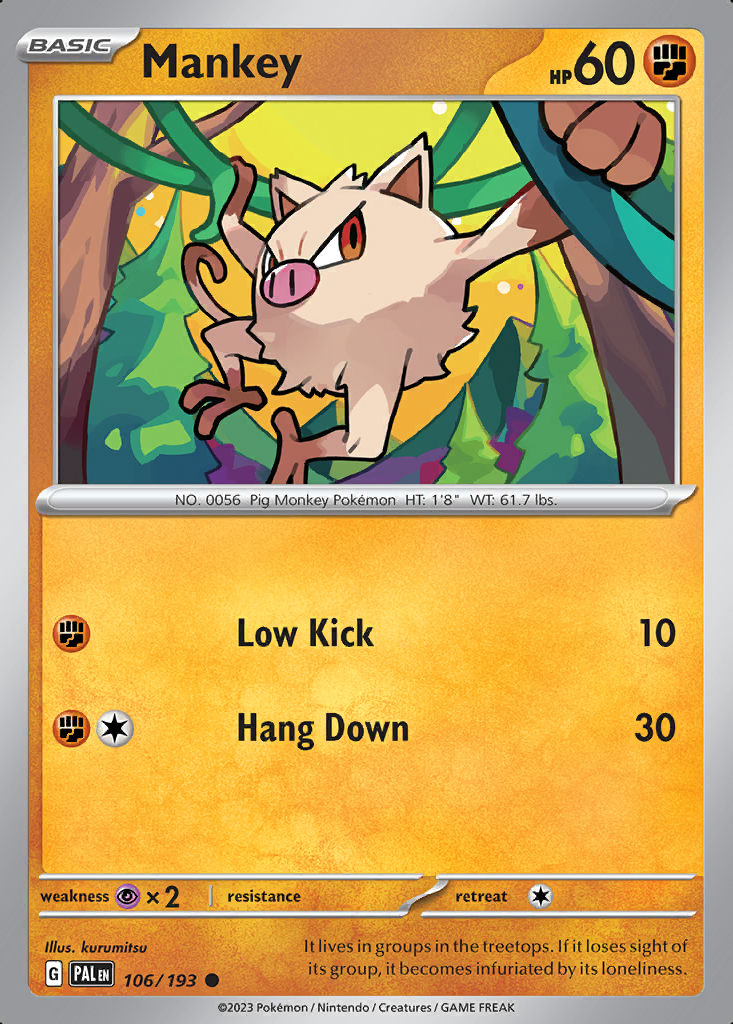 BASIC
Mankey
HP 60
NO. 0056 Pig Monkey Pokémon HT: 1'8" WT: 61.7 lbs.
Low Kick 10
Hang Down 30
weakness ×2 resistance retreat
Illus. kurumitsu
It lives in groups in the treetops. If it loses sight of
its group, it becomes infuriated by its loneliness.
G PAL EN 106/193
©2023 Pokémon / Nintendo / Creatures / GAME FREAK